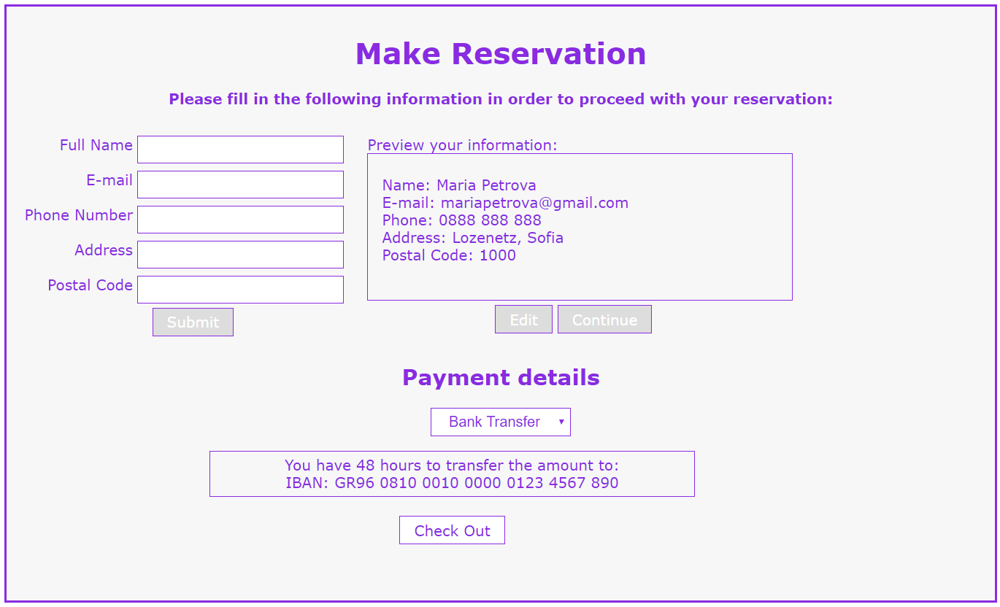 Make Reservation
Please fill in the following information in order to proceed with your reservation:
Full Name
E-mail
Phone Number
Address
Postal Code
Submit
Preview your information:
Name: Maria Petrova
E-mail: mariapetrova@gmail.com
Phone: 0888 888 888
Address: Lozenetz, Sofia
Postal Code: 1000
Edit
Continue
Payment details
Bank Transfer
You have 48 hours to transfer the amount to:
IBAN: GR96 0810 0010 0000 0123 4567 890
Check Out